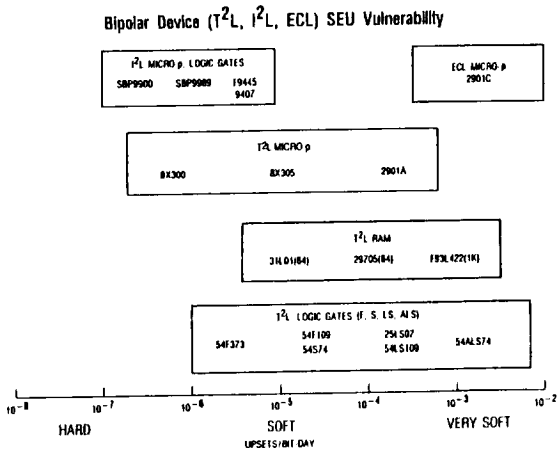 Bipolar Device (T²L, I²L, ECL) SEU Vulnerability
I²L MICRO p, LOGIC GATES
SBP9900 SBP9989 F9445
9407
ECL MICRO-p
2901C
T²L MICRO p
8X300 8X305 2901A
T²L RAM
31L01(64) 29705(64) F93L422(1K)
T²L LOGIC GATES (F, S, LS, ALS)
54F373 54F109 25LS07 54ALS74
54S74 54LS109
10⁻⁸ 10⁻⁷ 10⁻⁶ 10⁻⁵ 10⁻⁴ 10⁻³ 10⁻²
HARD SOFT VERY SOFT
UPSETS/BIT-DAY